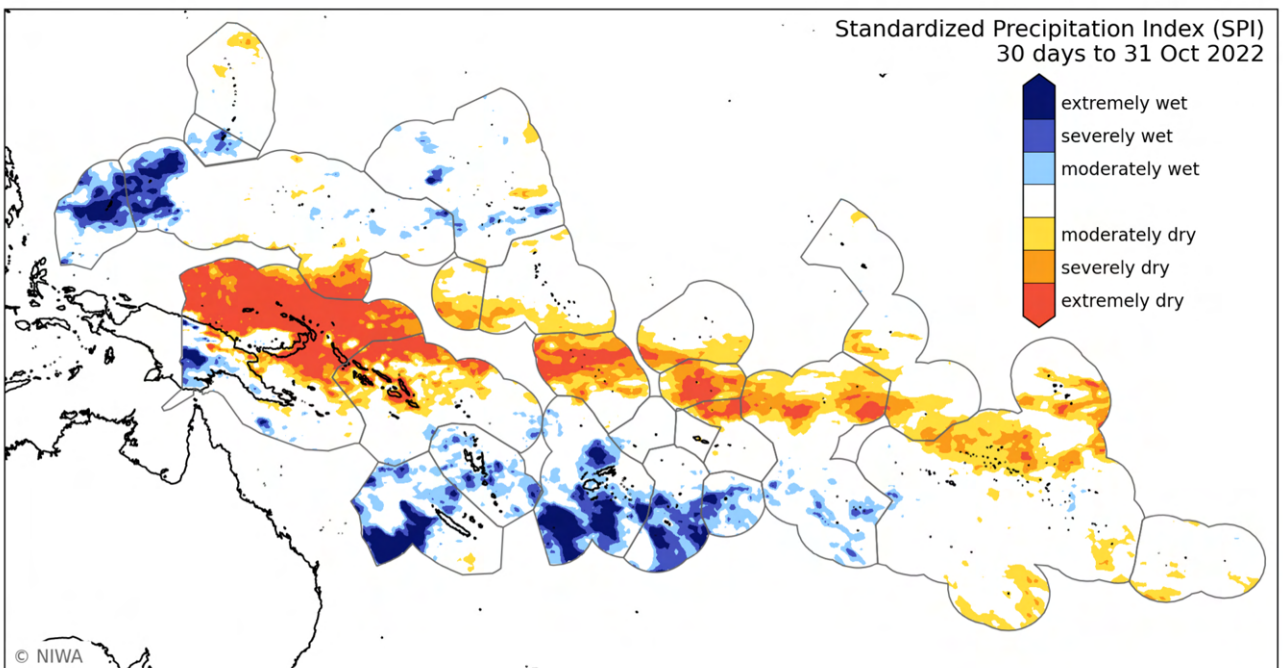 Standardized Precipitation Index (SPI)
30 days to 31 Oct 2022
extremely wet
severely wet
moderately wet
moderately dry
severely dry
extremely dry
© NIWA